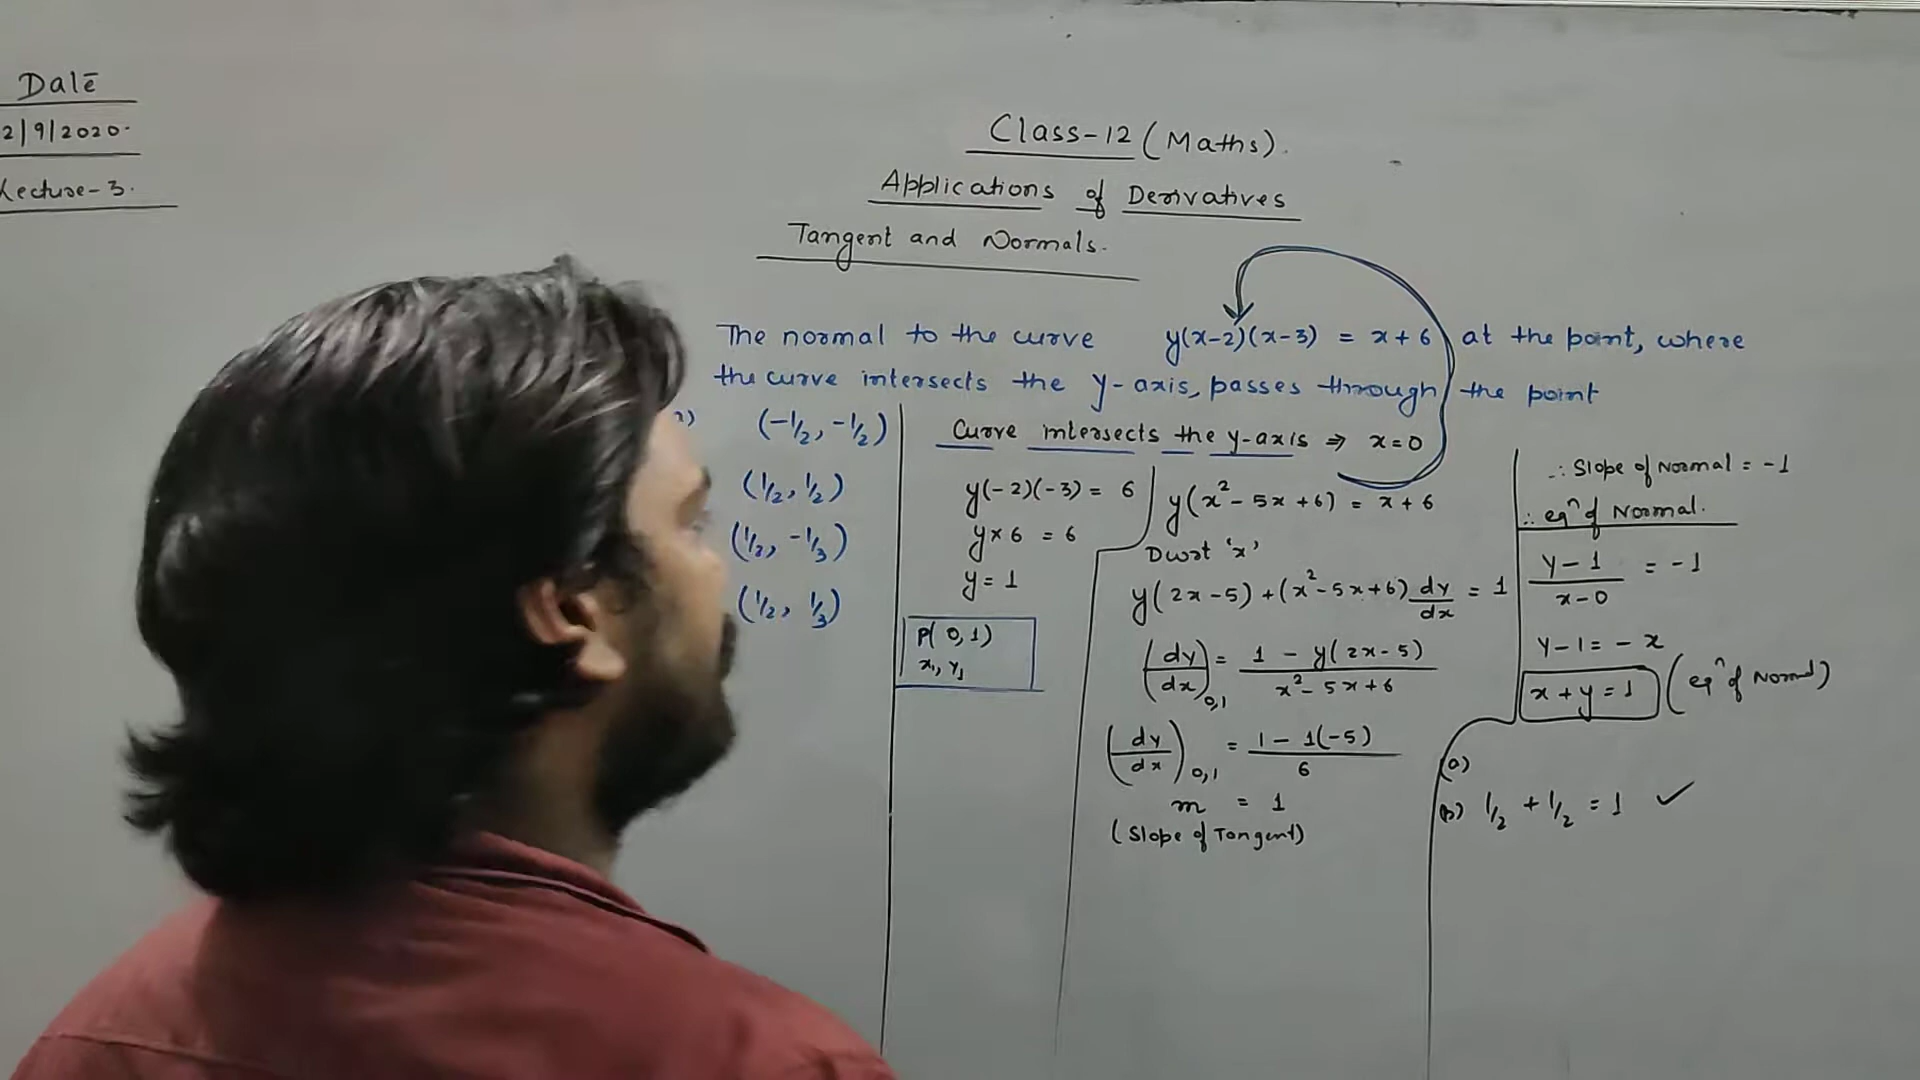 Date
2/9/2020.
Lecture-3.
Class-12 (Maths).
Applications of Derivatives
Tangent and Normals.
The normal to the curve y(x-2)(x-3) = x+6 at the point, where
the curve intersects the y-axis, passes through the point
(-1/2, -1/2)
(1/2, 1/2)
(1/2, -1/3)
(1/2, 1/3)
Curve intersects the y-axis ⇒ x=0
y(-2)(-3) = 6
y×6 = 6
y = 1
P(0,1)
x₁, y₁
y(x²-5x+6) = x+6
Dwrt 'x'
y(2x-5)+(x²-5x+6) dy/dx = 1
(dy/dx)0,1 = 1 - y(2x-5) / x²-5x+6
(dy/dx)0,1 = 1 - 1(-5) / 6
m = 1
(Slope of Tangent)
∴ Slope of Normal = -1
∴ eqⁿ of Normal.
y-1 / x-0 = -1
y-1 = -x
x+y=1 (eqⁿ of Normal)
(a)
(b) 1/2 + 1/2 = 1 ✓